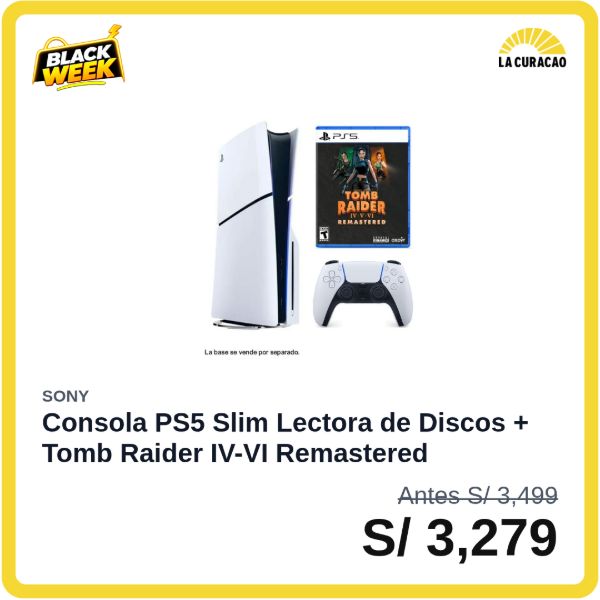 BLACK
WEEK
LA CURACAO
PS5
TOMB
RAIDER
IV·V·VI
REMASTERED
La base se vende por separado.
SONY
Consola PS5 Slim Lectora de Discos +
Tomb Raider IV-VI Remastered
Antes S/ 3,499
S/ 3,279